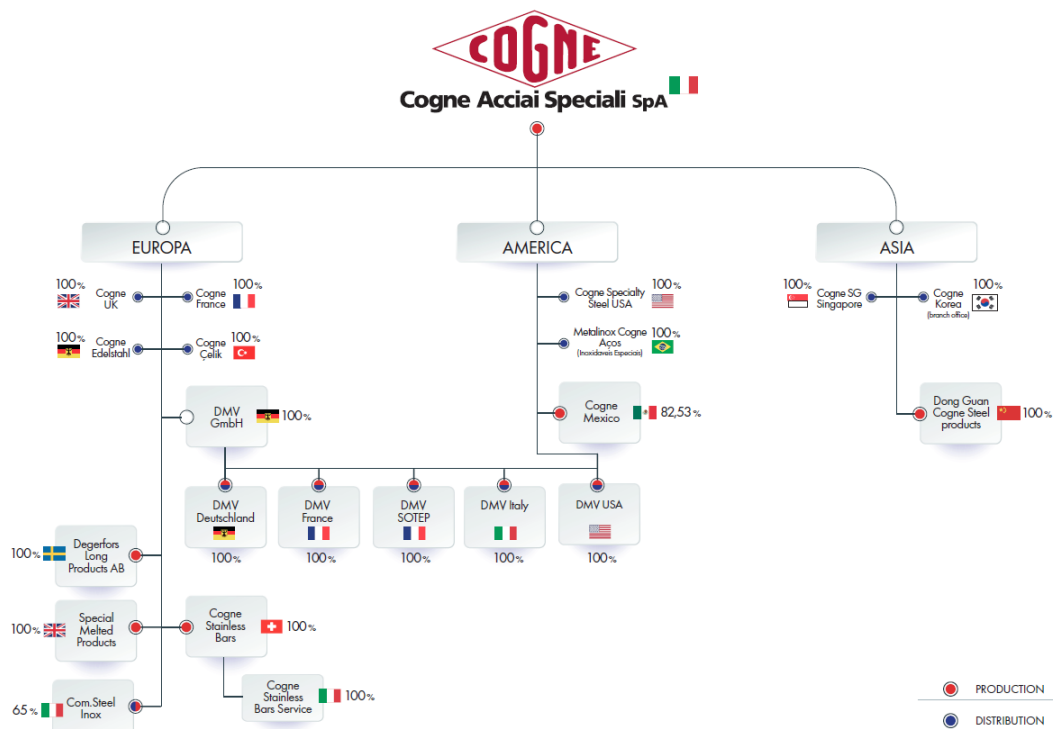 COGNE
Cogne Acciai Speciali SpA
EUROPA
AMERICA
ASIA
100%
Cogne
UK
Cogne
France
100%
100%
Cogne
Edelstahl
Cogne
Çelik
100%
Cogne Specialty
Steel USA
100%
Metalinox Cogne
Aços
(Inoxidaveis Especiais)
100%
100%
Cogne SG
Singapore
Cogne
Korea
(branch office)
100%
DMV
GmbH
100%
Cogne
Mexico
82,53%
Dong Guan
Cogne Steel
products
100%
DMV
Deutschland
100%
DMV
France
100%
DMV
SOTEP
100%
DMV Italy
100%
DMV USA
100%
100%
Degerfors
Long
Products AB
100%
Special
Melted
Products
Cogne
Stainless
Bars
100%
65%
Com.Steel
Inox
Cogne
Stainless
Bars Service
100%
PRODUCTION
DISTRIBUTION